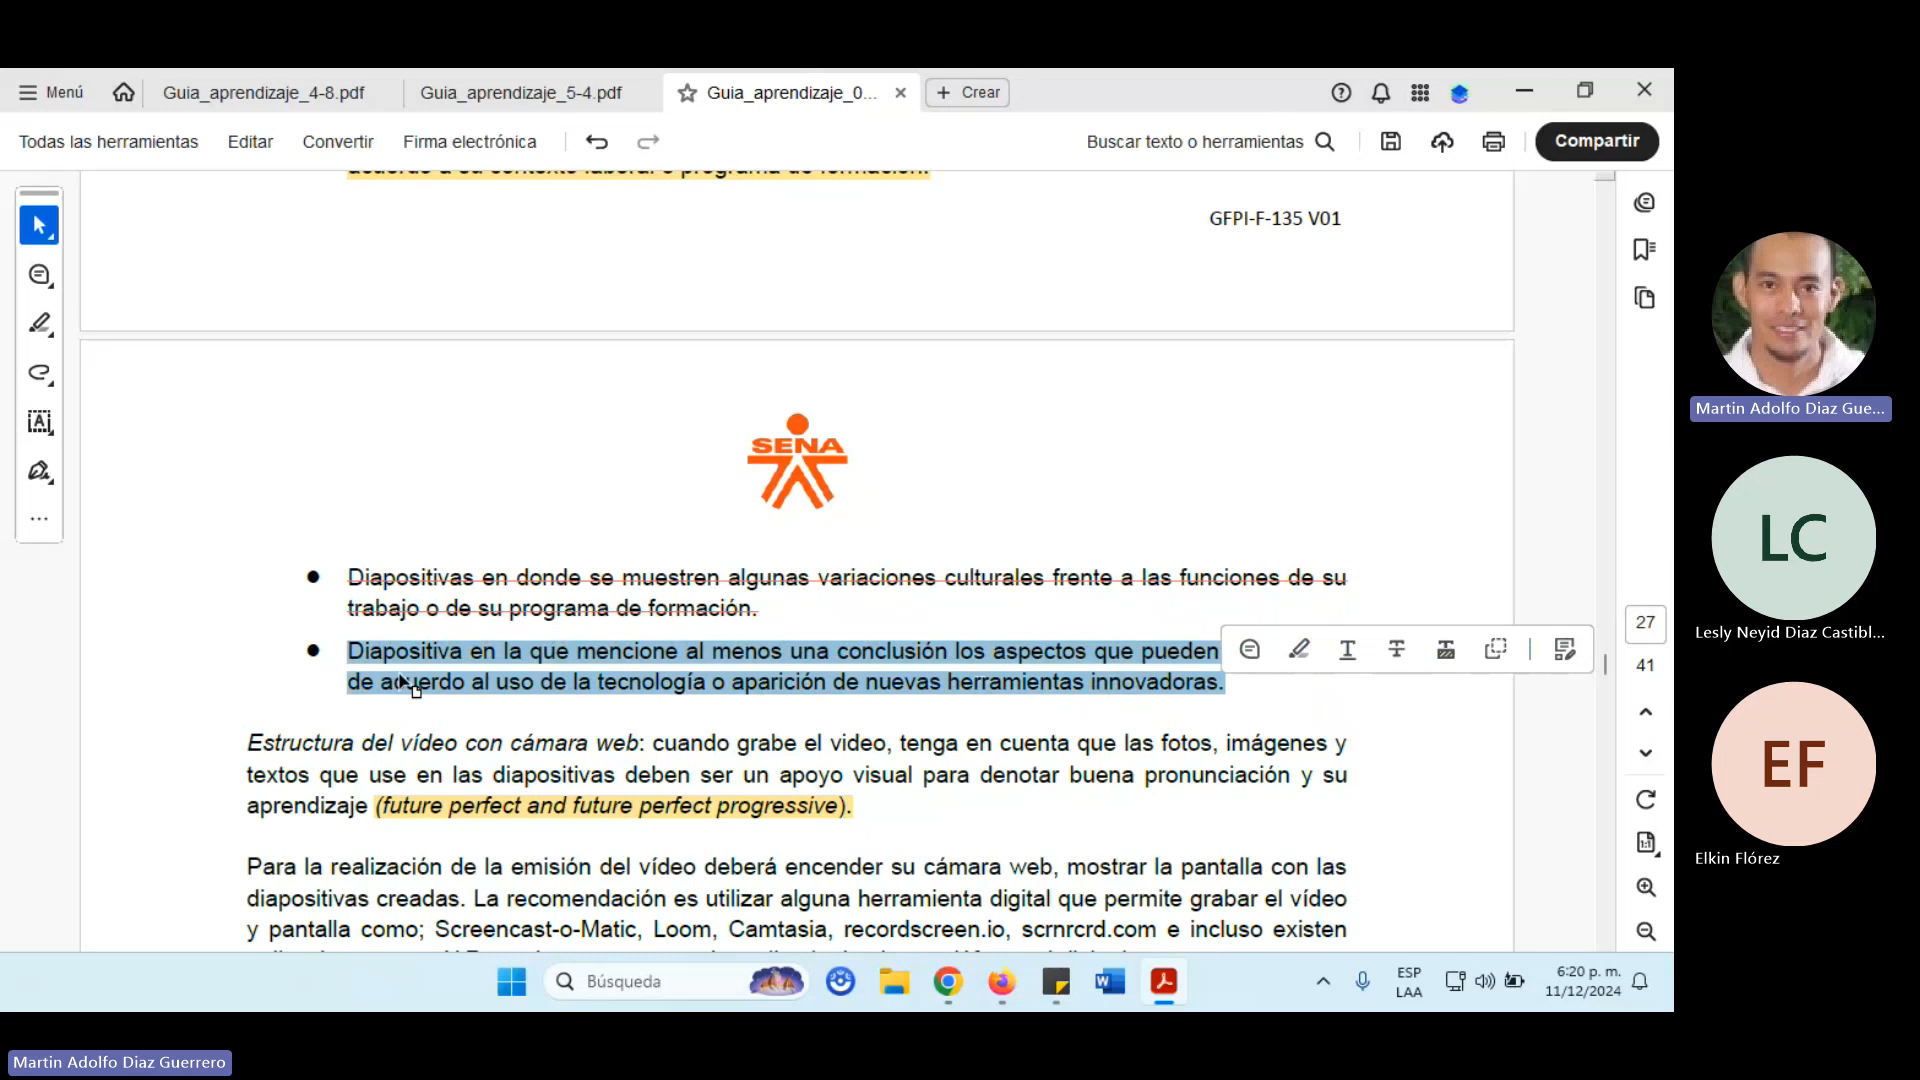 Menú
Guia_aprendizaje_4-8.pdf
Guia_aprendizaje_5-4.pdf
Guia_aprendizaje_0...
Crear
Todas las herramientas
Editar
Convertir
Firma electrónica
Buscar texto o herramientas
Compartir
acuerdo a su contexto laboral o programa de formación.
GFPI-F-135 V01
SENA
● Diapositivas en donde se muestren algunas variaciones culturales frente a las funciones de su
trabajo o de su programa de formación.
● Diapositiva en la que mencione al menos una conclusión los aspectos que pueden
de acuerdo al uso de la tecnología o aparición de nuevas herramientas innovadoras.
Estructura del vídeo con cámara web: cuando grabe el video, tenga en cuenta que las fotos, imágenes y
textos que use en las diapositivas deben ser un apoyo visual para denotar buena pronunciación y su
aprendizaje (future perfect and future perfect progressive).
Para la realización de la emisión del vídeo deberá encender su cámara web, mostrar la pantalla con las
diapositivas creadas. La recomendación es utilizar alguna herramienta digital que permite grabar el vídeo
y pantalla como; Screencast-o-Matic, Loom, Camtasia, recordscreen.io, scrnrcrd.com e incluso existen
27
41
Búsqueda
ESP
LAA
6:20 p. m.
11/12/2024
Martin Adolfo Diaz Gue...
LC
Lesly Neyid Diaz Castibl...
EF
Elkin Flórez
Martin Adolfo Diaz Guerrero